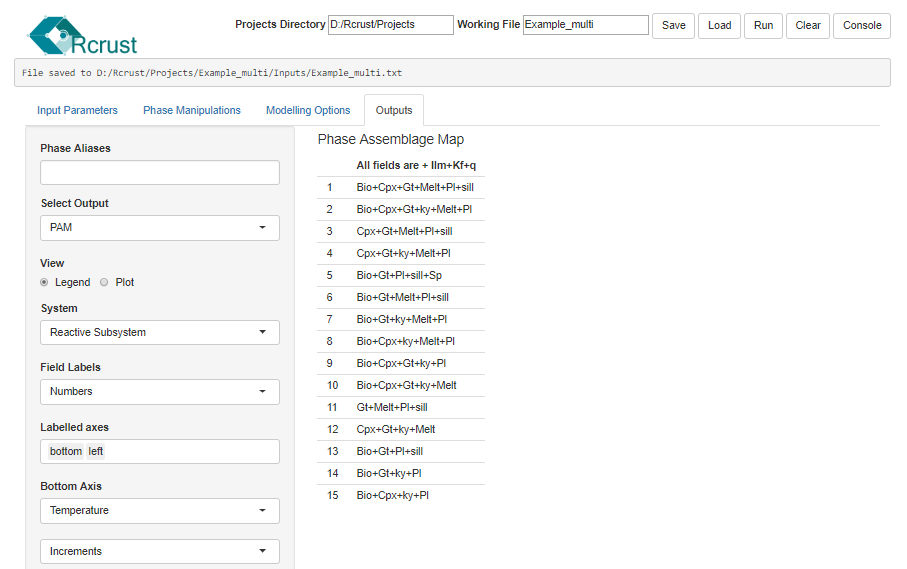 Rcrust
Projects Directory D:/Rcrust/Projects Working File Example_multi Save Load Run Clear Console
File saved to D:/Rcrust/Projects/Example_multi/Inputs/Example_multi.txt
Input Parameters Phase Manipulations Modelling Options Outputs
Phase Aliases
Select Output
PAM
View
Legend Plot
System
Reactive Subsystem
Field Labels
Numbers
Labelled axes
bottom left
Bottom Axis
Temperature
Increments
Phase Assemblage Map
All fields are + Ilm+Kf+q
1 Bio+Cpx+Gt+Melt+Pl+sill
2 Bio+Cpx+Gt+ky+Melt+Pl
3 Cpx+Gt+Melt+Pl+sill
4 Cpx+Gt+ky+Melt+Pl
5 Bio+Gt+Pl+sill+Sp
6 Bio+Gt+Melt+Pl+sill
7 Bio+Gt+ky+Melt+Pl
8 Bio+Cpx+ky+Melt+Pl
9 Bio+Cpx+Gt+ky+Pl
10 Bio+Cpx+Gt+ky+Melt
11 Gt+Melt+Pl+sill
12 Cpx+Gt+ky+Melt
13 Bio+Gt+Pl+sill
14 Bio+Gt+ky+Pl
15 Bio+Cpx+ky+Pl